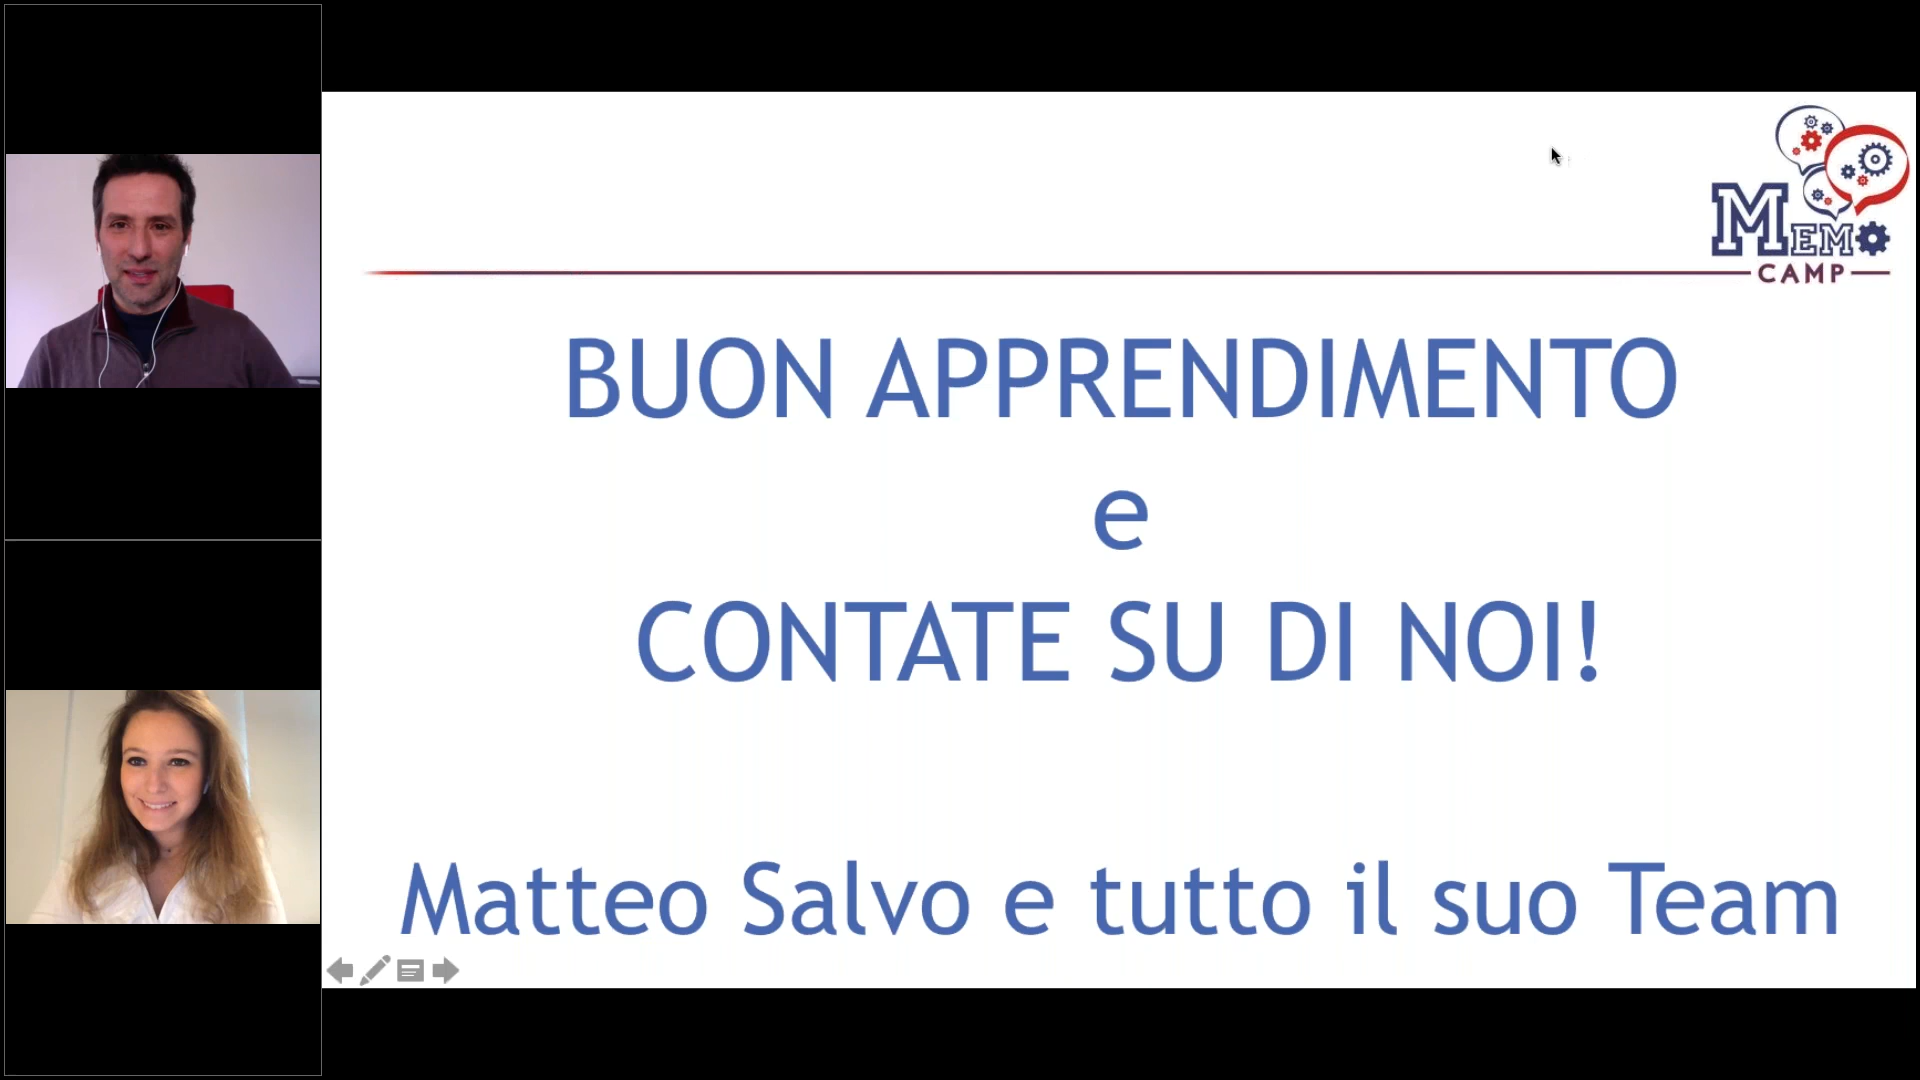 MEMO
CAMP
BUON APPRENDIMENTO
e
CONTATE SU DI NOI!
Matteo Salvo e tutto il suo Team